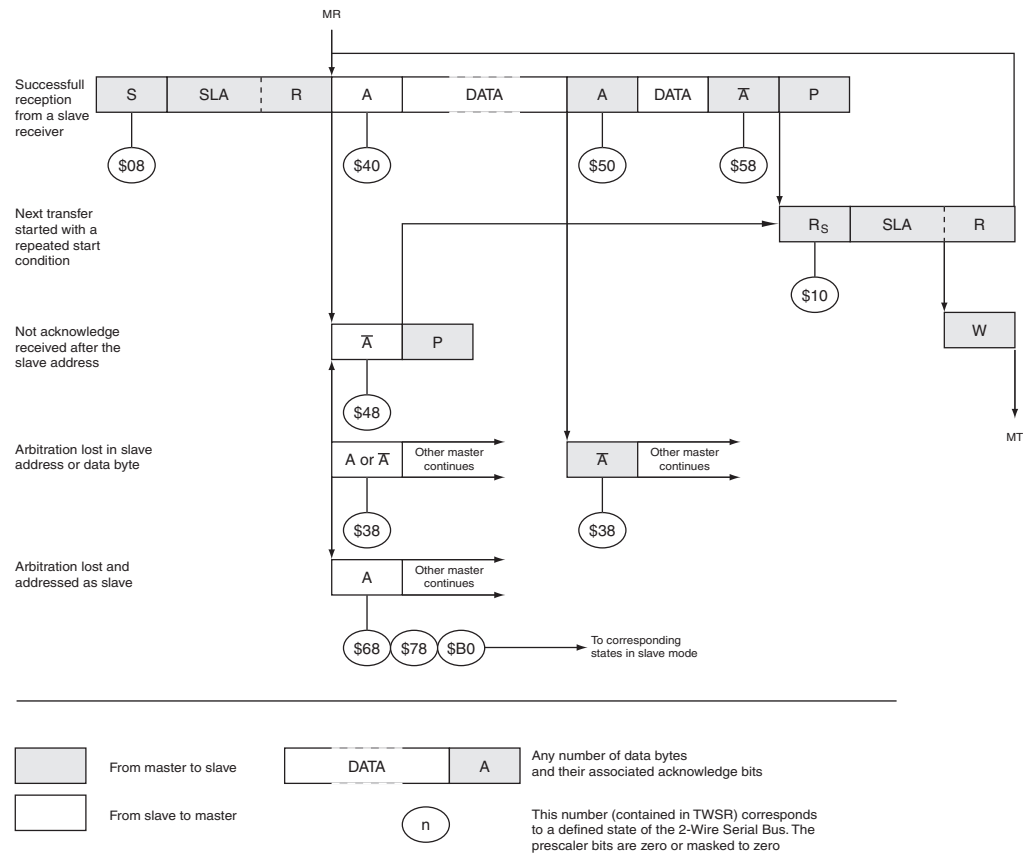 MR
Successfull
reception
from a slave
receiver
S SLA R A DATA A DATA A̅ P
$08 $40 $50 $58
Next transfer
started with a
repeated start
condition
RS SLA R
$10
Not acknowledge
received after the
slave address
A̅ P
W
$48
MT
Arbitration lost in slave
address or data byte
A or A̅
Other master
continues
A̅
Other master
continues
$38 $38
Arbitration lost and
addressed as slave
A
Other master
continues
$68 $78 $B0
To corresponding
states in slave mode
From master to slave
DATA A
Any number of data bytes
and their associated acknowledge bits
From slave to master
n
This number (contained in TWSR) corresponds
to a defined state of the 2-Wire Serial Bus. The
prescaler bits are zero or masked to zero